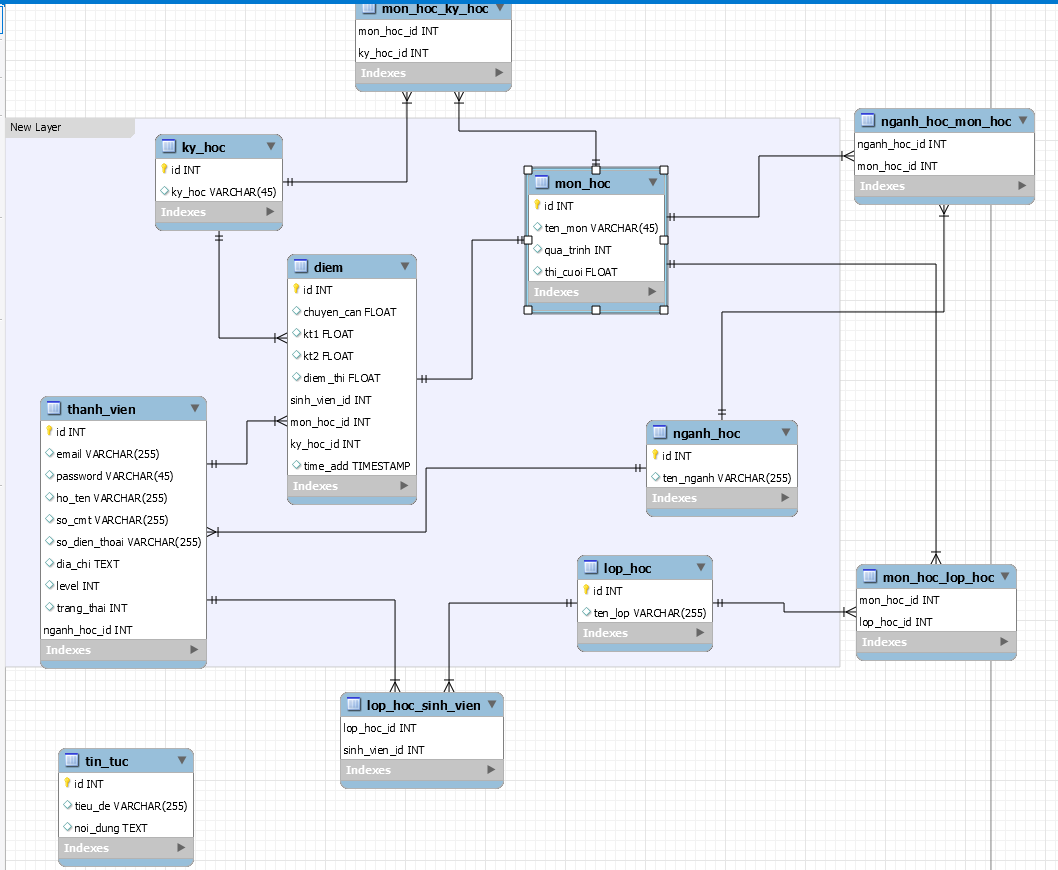 mon_hoc_ky_hoc
mon_hoc_id INT
ky_hoc_id INT
Indexes
New Layer
ky_hoc
id INT
ky_hoc VARCHAR(45)
Indexes
mon_hoc
id INT
ten_mon VARCHAR(45)
qua_trinh INT
thi_cuoi FLOAT
Indexes
nganh_hoc_mon_hoc
nganh_hoc_id INT
mon_hoc_id INT
Indexes
diem
id INT
chuyen_can FLOAT
kt1 FLOAT
kt2 FLOAT
diem_thi FLOAT
sinh_vien_id INT
mon_hoc_id INT
ky_hoc_id INT
time_add TIMESTAMP
Indexes
thanh_vien
id INT
email VARCHAR(255)
password VARCHAR(45)
ho_ten VARCHAR(255)
so_cmt VARCHAR(255)
so_dien_thoai VARCHAR(255)
dia_chi TEXT
level INT
trang_thai INT
nganh_hoc_id INT
Indexes
nganh_hoc
id INT
ten_nganh VARCHAR(255)
Indexes
lop_hoc
id INT
ten_lop VARCHAR(255)
Indexes
mon_hoc_lop_hoc
mon_hoc_id INT
lop_hoc_id INT
Indexes
lop_hoc_sinh_vien
lop_hoc_id INT
sinh_vien_id INT
Indexes
tin_tuc
id INT
tieu_de VARCHAR(255)
noi_dung TEXT
Indexes